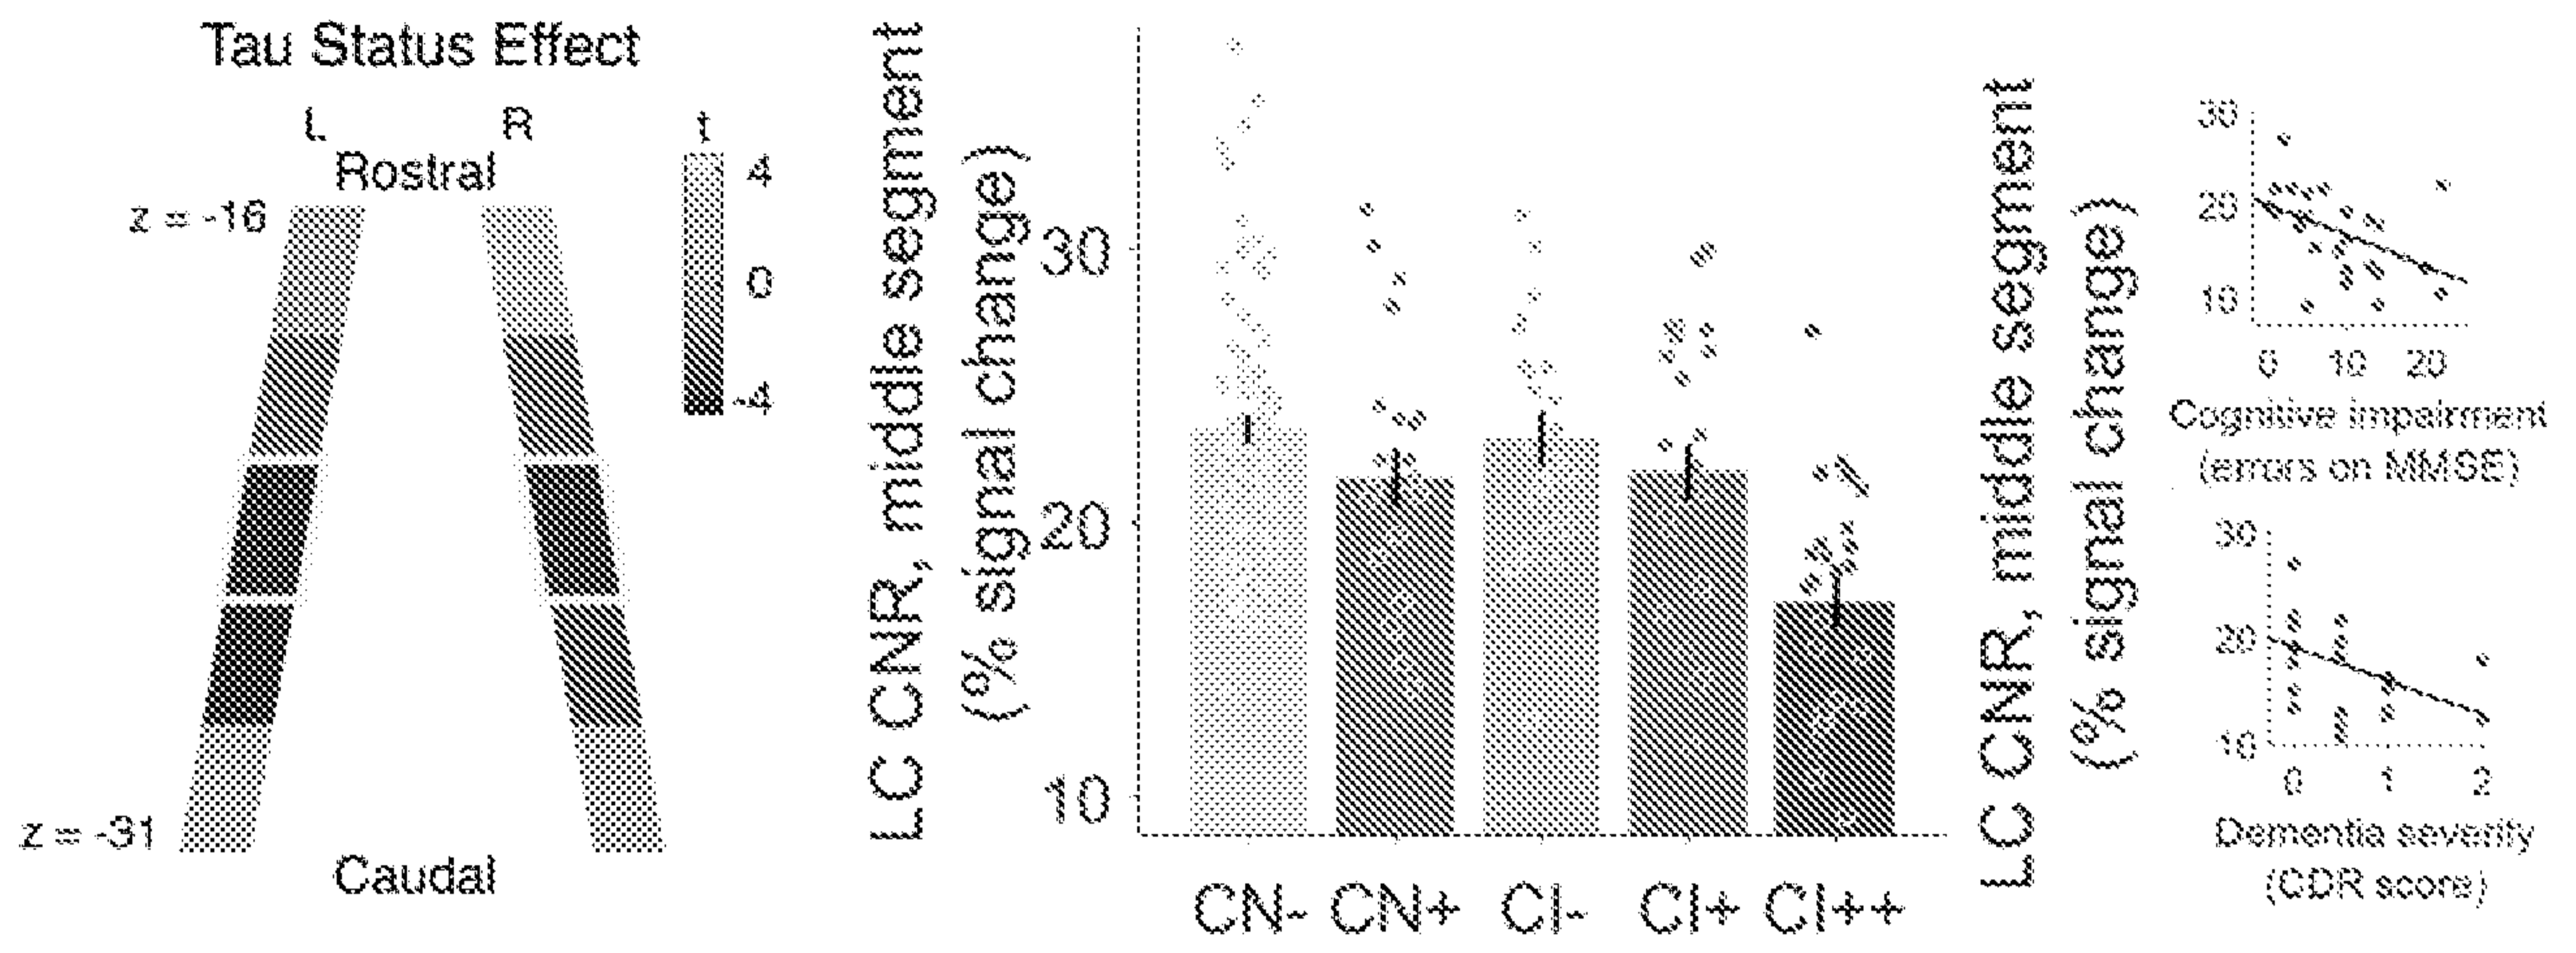 Tau Status Effect
L R t
Rostral
z = -16
4
0
-4
z = -31
Caudal
LC CNR, middle segment
(% signal change)
30
20
10
CN- CN+ CI- CI+ CI++
LC CNR, middle segment
(% signal change)
30
20
10
0 10 20
Cognitive impairment
(errors on MMSE)
30
20
10
0 1 2
Dementia severity
(CDR score)